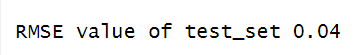 RMSE value of test_set 0.04